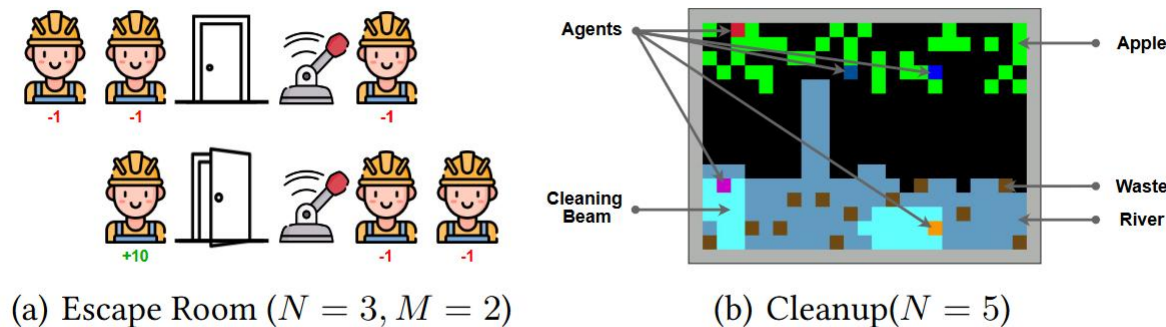 -1 -1 -1
+10 -1 -1
(a) Escape Room (N = 3, M = 2)
Agents
Apple
Cleaning
Beam
Waste
River
(b) Cleanup(N = 5)